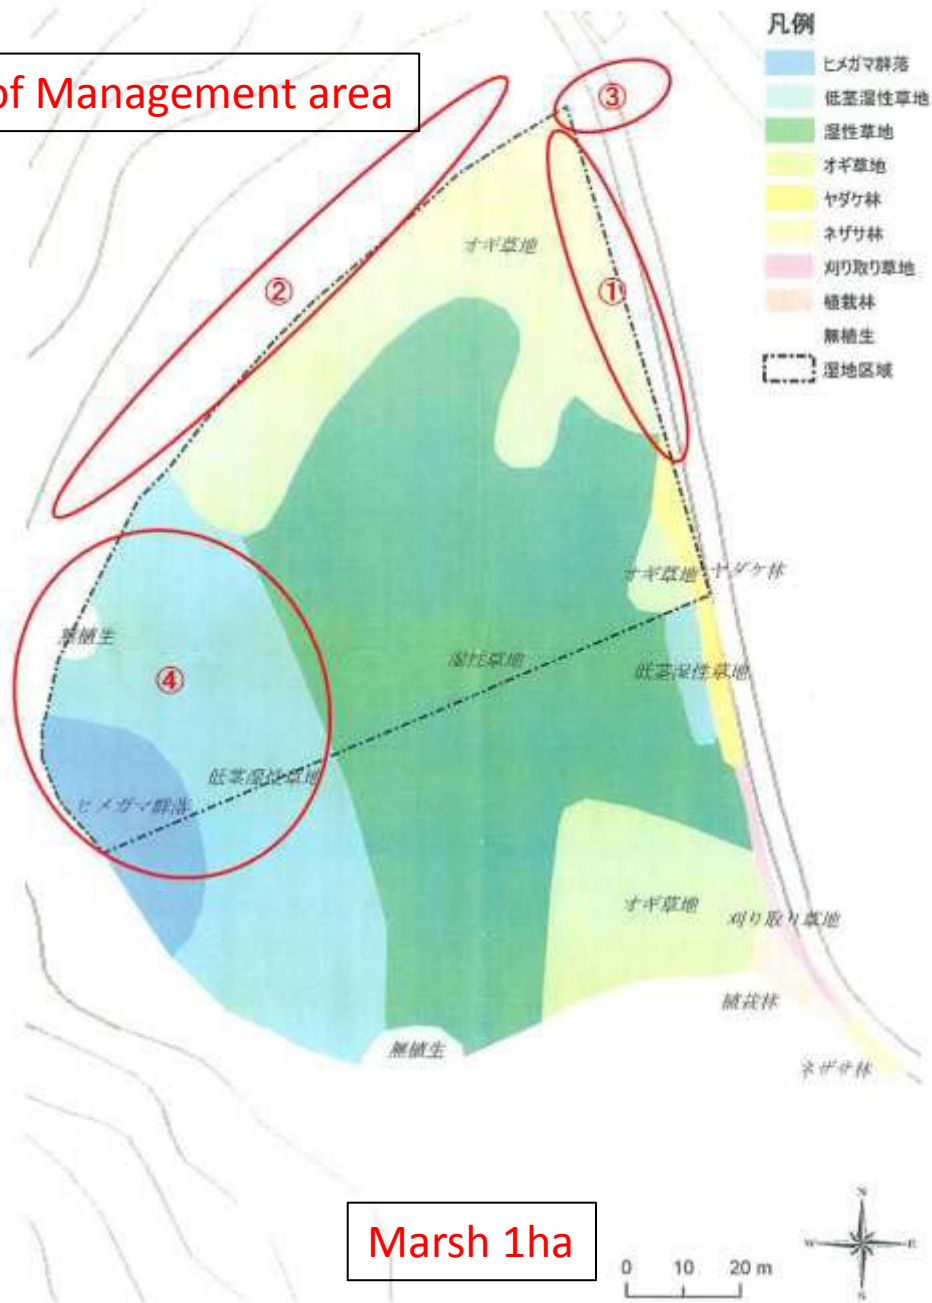 of Management area
凡例
ヒメガマ群落
低茎湿性草地
湿性草地
オギ草地
ヤダケ林
ネザサ林
刈り取り草地
植栽林
無植生
湿地区域
③
オギ草地
②
①
オギ草地
ヤダケ林
無植生
湿性草地
低茎湿性草地
④
低茎湿性草地
ヒメガマ群落
オギ草地
刈り取り草地
植栽林
無植生
ネザサ林
Marsh 1ha
0 10 20 m
N
W
E
S